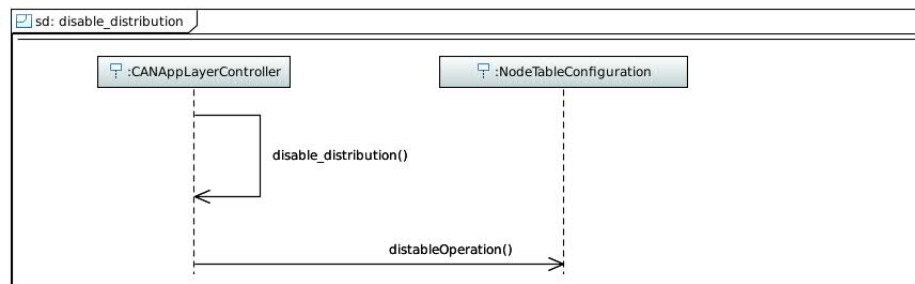 sd: disable_distribution
:CANAppLayerController
:NodeTableConfiguration
disable_distribution()
distableOperation()